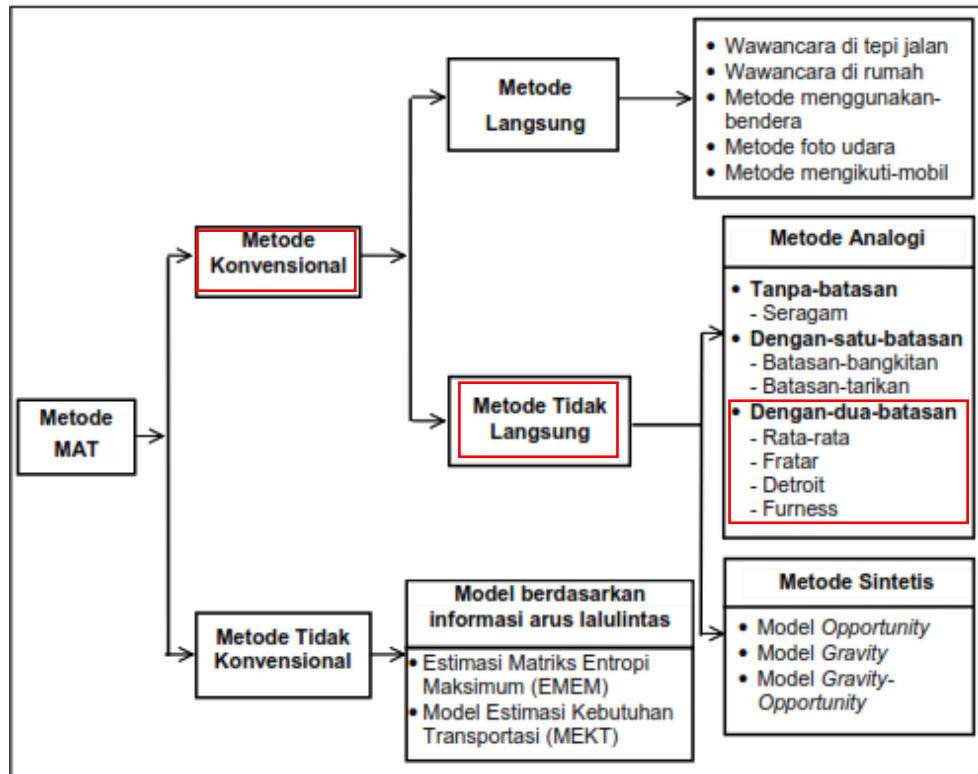 Metode
MAT
Metode
Konvensional
Metode
Langsung
• Wawancara di tepi jalan
• Wawancara di rumah
• Metode menggunakan-
bendera
• Metode foto udara
• Metode mengikuti-mobil
Metode Tidak
Langsung
Metode Analogi
• Tanpa-batasan
- Seragam
• Dengan-satu-batasan
- Batasan-bangkitan
- Batasan-tarikan
• Dengan-dua-batasan
- Rata-rata
- Fratar
- Detroit
- Furness
Metode Sintetis
• Model Opportunity
• Model Gravity
• Model Gravity-
Opportunity
Metode Tidak
Konvensional
Model berdasarkan
informasi arus lalulintas
• Estimasi Matriks Entropi
Maksimum (EMEM)
• Model Estimasi Kebutuhan
Transportasi (MEKT)